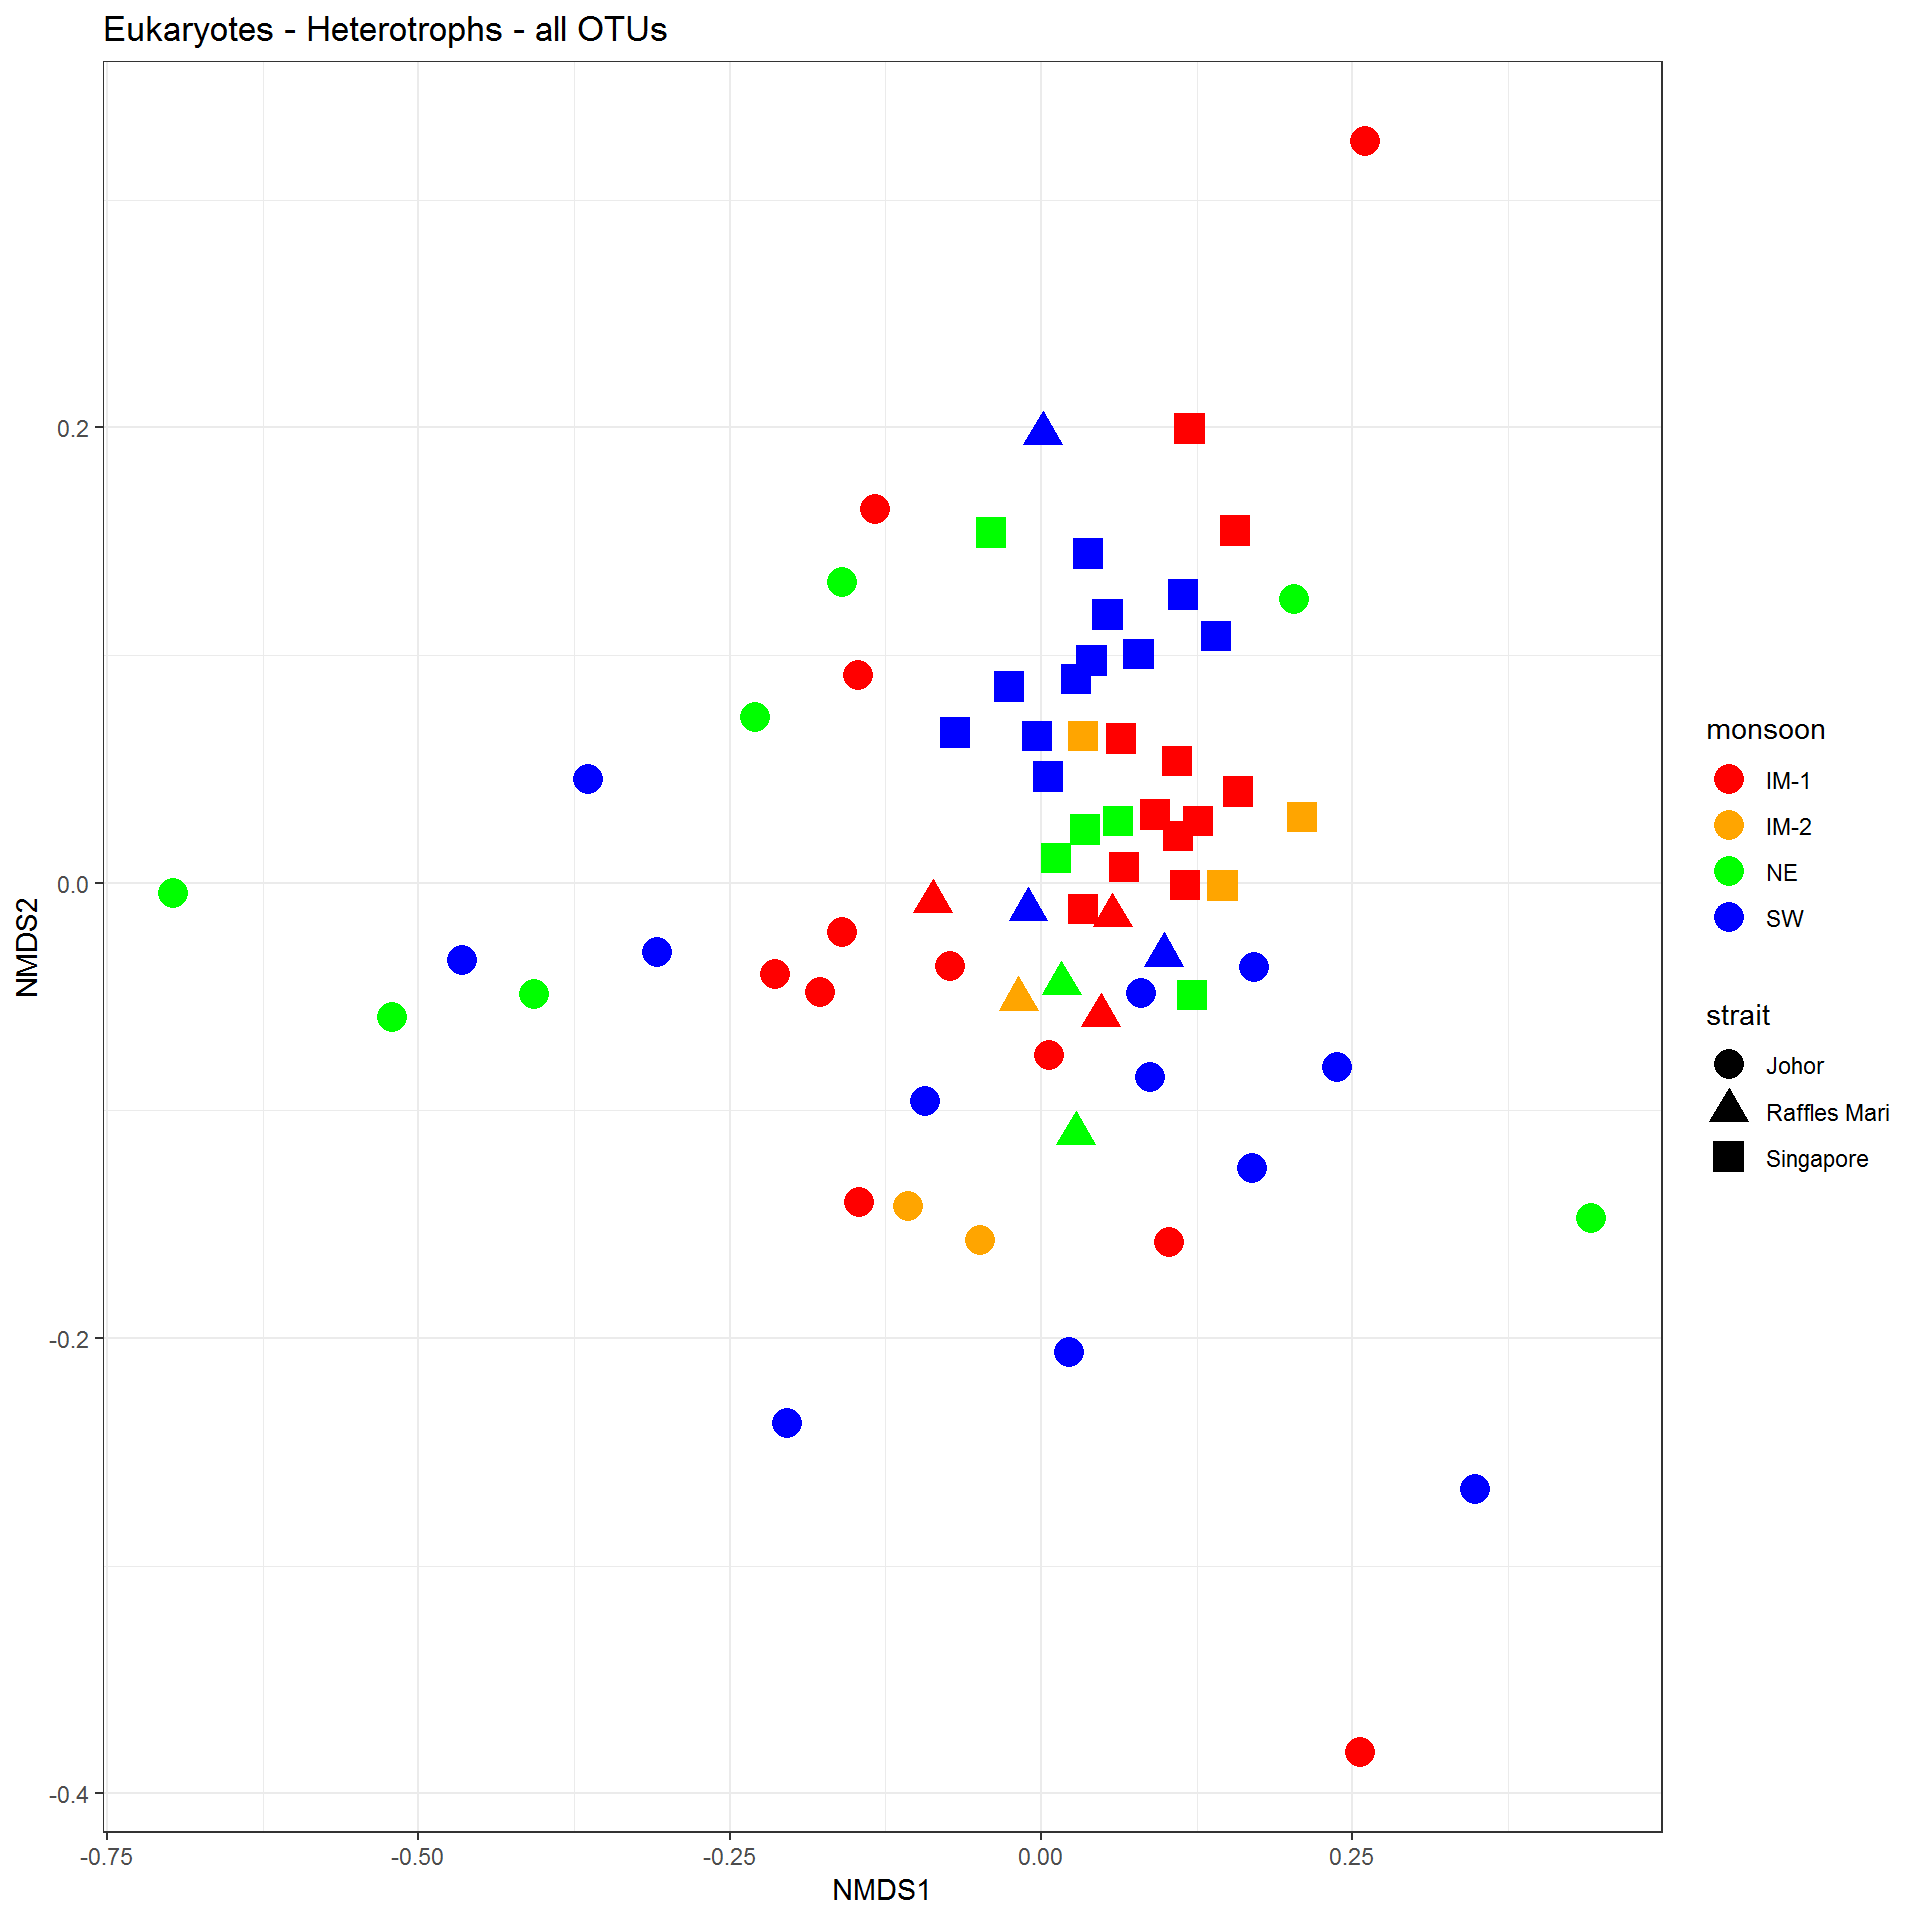 Eukaryotes - Heterotrophs - all OTUs
0.2
0.0
-0.2
-0.4
NMDS2
-0.75
-0.50
-0.25
0.00
0.25
NMDS1
monsoon
IM-1
IM-2
NE
SW
strait
Johor
Raffles Mari
Singapore